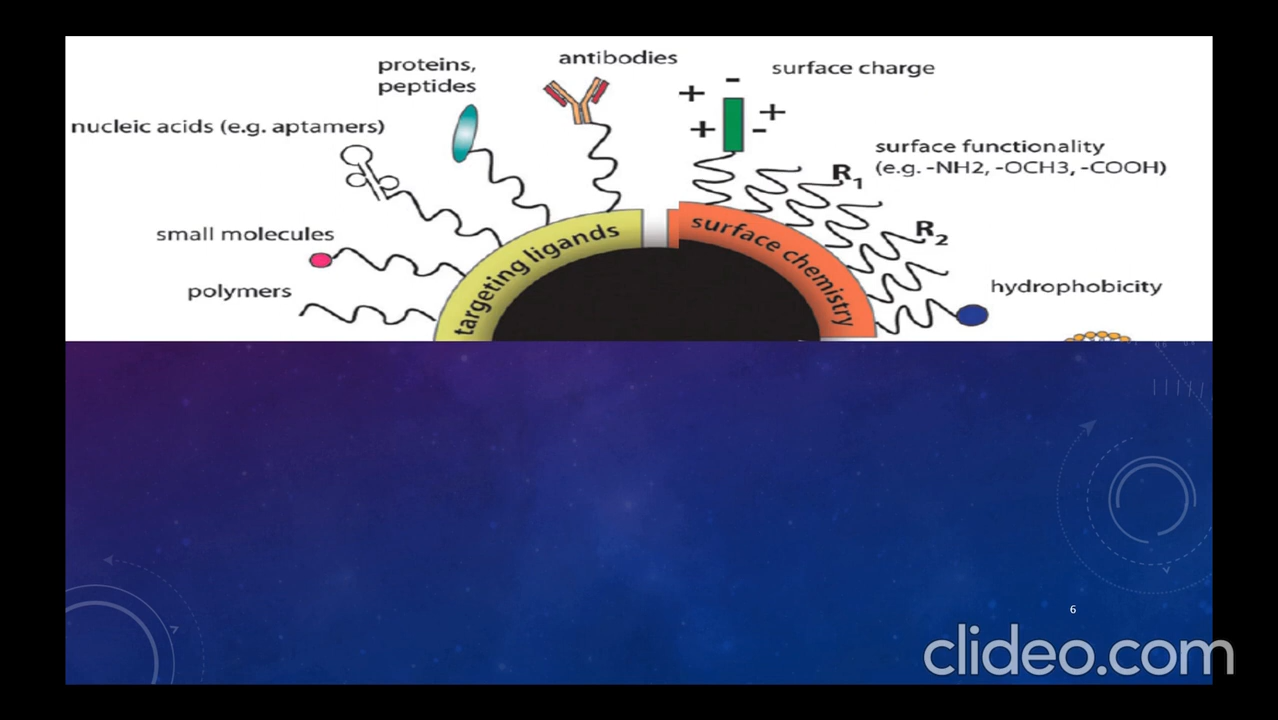 proteins,
peptides
antibodies
surface charge
nucleic acids (e.g. aptamers)
surface functionality
(e.g. -NH2, -OCH3, -COOH)
R1
R2
small molecules
polymers
hydrophobicity
targeting ligands
surface chemistry
+
-
+
+
-
6
clideo.com